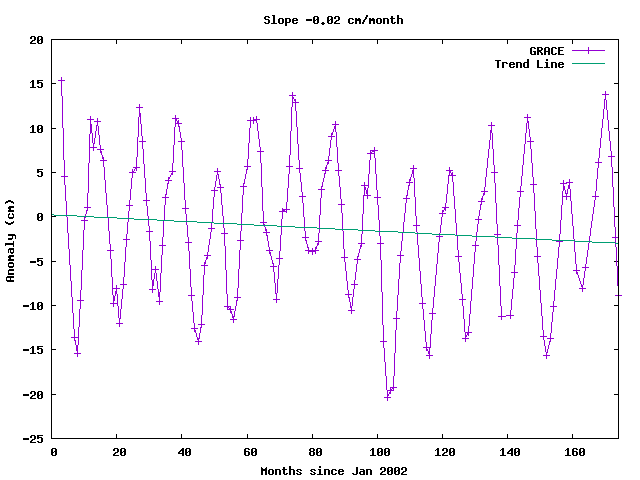 Slope -0.02 cm/month
GRACE
Trend Line
20
15
10
5
0
-5
-10
-15
-20
-25
Anomaly (cm)
0 20 40 60 80 100 120 140 160
Months since Jan 2002